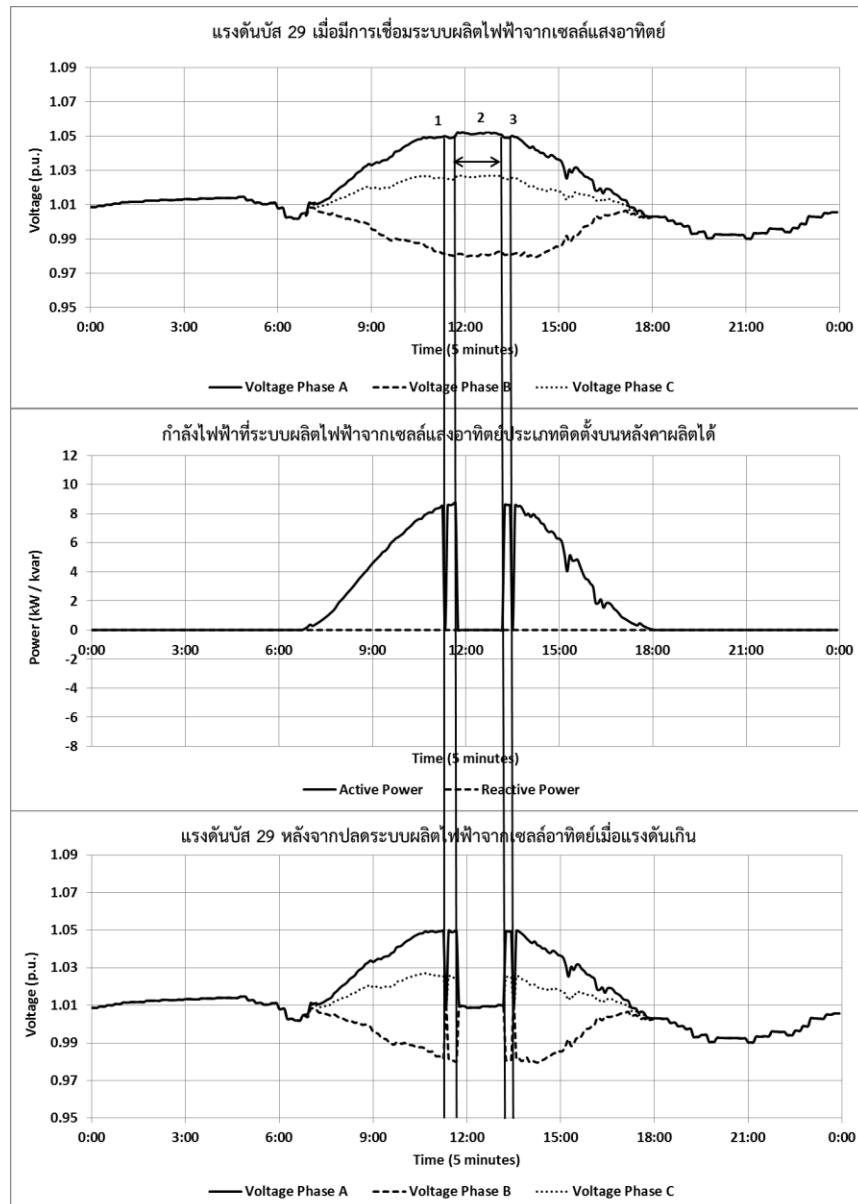 แรงดันบัส 29 เมื่อมีการเชื่อมระบบผลิตไฟฟ้าจากเซลล์แสงอาทิตย์
1.09
1.07
1.05
1.03
1.01
0.99
0.97
0.95
Voltage (p.u.)
1 2 3
0:00 3:00 6:00 9:00 12:00 15:00 18:00 21:00 0:00
Time (5 minutes)
Voltage Phase A Voltage Phase B Voltage Phase C
กำลังไฟฟ้าที่ระบบผลิตไฟฟ้าจากเซลล์แสงอาทิตย์ประเภทติดตั้งบนหลังคาผลิตได้
12
10
8
6
4
2
0
-2
-4
-6
-8
Power (kW / kvar)
0:00 3:00 6:00 9:00 12:00 15:00 18:00 21:00 0:00
Time (5 minutes)
Active Power Reactive Power
แรงดันบัส 29 หลังจากปลดระบบผลิตไฟฟ้าจากเซลล์อาทิตย์เมื่อแรงดันเกิน
1.09
1.07
1.05
1.03
1.01
0.99
0.97
0.95
Voltage (p.u.)
0:00 3:00 6:00 9:00 12:00 15:00 18:00 21:00 0:00
Time (5 minutes)
Voltage Phase A Voltage Phase B Voltage Phase C